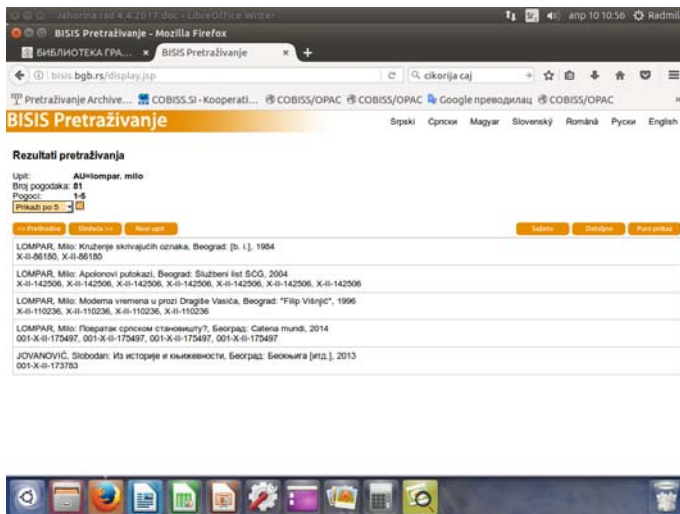 Jahorina rad 4.4.2017.doc - LibreOffice Writer
апр 10 10:56 Radmil
BISIS Pretraživanje - Mozilla Firefox
БИБЛИОТЕКА ГРА... × BISIS Pretraživanje × +
bisis.bgb.rs/display.jsp cikorija caj
Pretraživanje Archive... COBISS.SI - Kooperati... COBISS/OPAC COBISS/OPAC Google преводилац COBISS/OPAC »
BISIS Pretraživanje
Srpski Српски Magyar Slovenský Română Руски English
Rezultati pretraživanja
Upit: AU=lompar, milo
Broj pogodaka: 81
Pogoci: 1-5
Prikaži po 5
<< Prethodna Sledeća >> Novi upit Sažeto Detaljno Puni prikaz
LOMPAR, Milo: Kruženje skrivajućih oznaka, Beograd: [b. i.], 1984
X-II-86180, X-II-86180
LOMPAR, Milo: Apolonovi putokazi, Beograd: Službeni list SCG, 2004
X-II-142506, X-II-142506, X-II-142506, X-II-142506, X-II-142506, X-II-142506, X-II-142506
LOMPAR, Milo: Moderna vremena u prozi Dragiše Vasića, Beograd: "Filip Višnjić", 1996
X-II-110236, X-II-110236, X-II-110236, X-II-110236
LOMPAR, Milo: Повратак српском становишту?, Београд: Catena mundi, 2014
001-X-II-175497, 001-X-II-175497, 001-X-II-175497, 001-X-II-175497
JOVANOVIĆ, Slobodan: Из историје и књижевности, Београд: Беокњига [итд.], 2013
001-X-II-173783